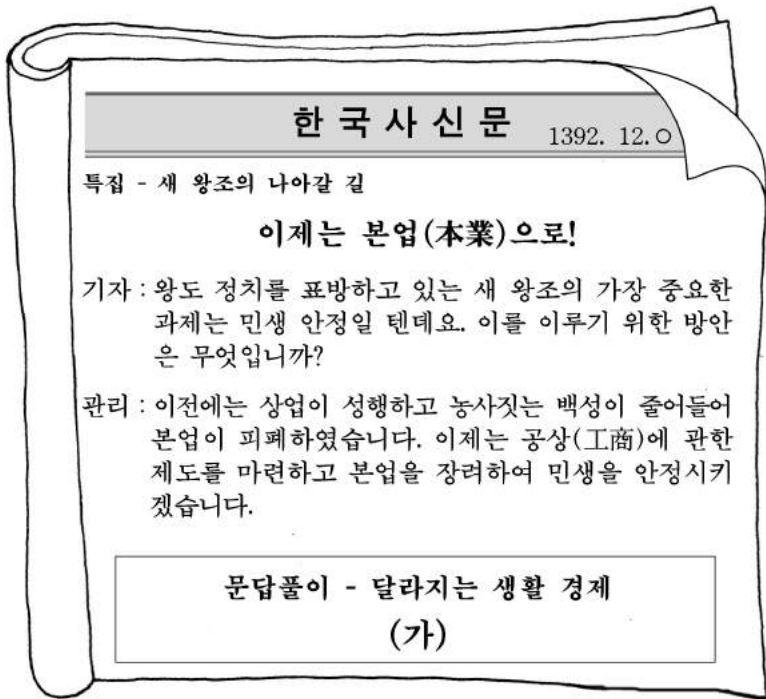 한국사신문 1392. 12.○
특집 - 새 왕조의 나아갈 길
이제는 본업(本業)으로!
기자 : 왕도 정치를 표방하고 있는 새 왕조의 가장 중요한
과제는 민생 안정일 텐데요. 이를 이루기 위한 방안
은 무엇입니까?
관리 : 이전에는 상업이 성행하고 농사짓는 백성이 줄어들어
본업이 피폐하였습니다. 이제는 공상(工商)에 관한
제도를 마련하고 본업을 장려하여 민생을 안정시키
겠습니다.
문답풀이 - 달라지는 생활 경제
(가)